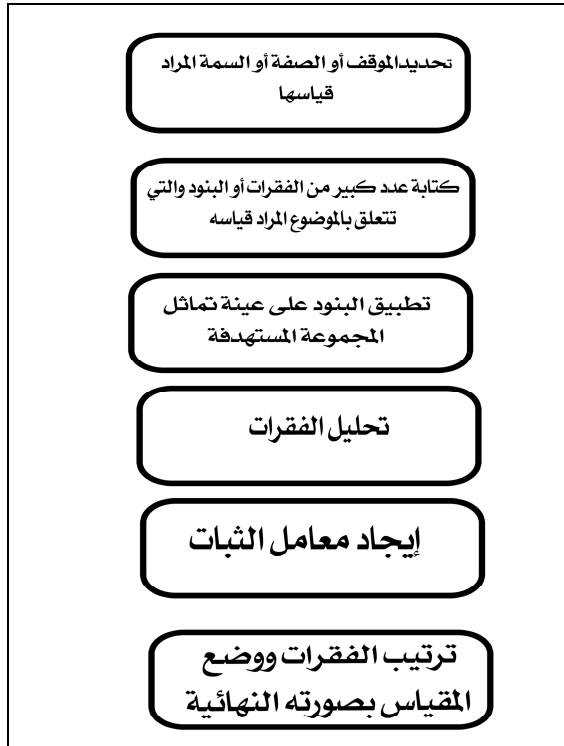 تحديدالموقف أو الصفة أو السمة المراد
قياسها
كتابة عدد كبير من الفقرات أو البنود والتي
تتعلق بالموضوع المراد قياسه
تطبيق البنود على عينة تماثل
المجموعة المستهدفة
تحليل الفقرات
إيجاد معامل الثبات
ترتيب الفقرات ووضع
المقياس بصورته النهائية